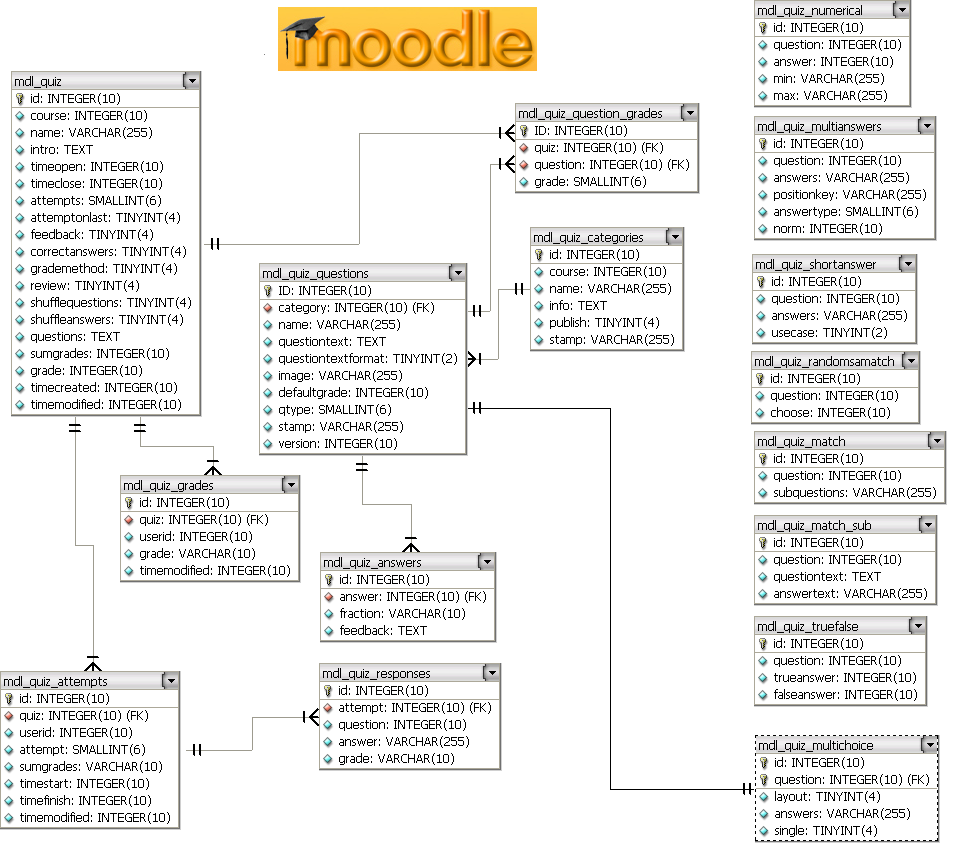 moodle
mdl_quiz
id: INTEGER(10)
course: INTEGER(10)
name: VARCHAR(255)
intro: TEXT
timeopen: INTEGER(10)
timeclose: INTEGER(10)
attempts: SMALLINT(6)
attemptonlast: TINYINT(4)
feedback: TINYINT(4)
correctanswers: TINYINT(4)
grademethod: TINYINT(4)
review: TINYINT(4)
shufflequestions: TINYINT(4)
shuffleanswers: TINYINT(4)
questions: TEXT
sumgrades: INTEGER(10)
grade: INTEGER(10)
timecreated: INTEGER(10)
timemodified: INTEGER(10)
mdl_quiz_question_grades
ID: INTEGER(10)
quiz: INTEGER(10) (FK)
question: INTEGER(10) (FK)
grade: SMALLINT(6)
mdl_quiz_categories
id: INTEGER(10)
course: INTEGER(10)
name: VARCHAR(255)
info: TEXT
publish: TINYINT(4)
stamp: VARCHAR(255)
mdl_quiz_questions
ID: INTEGER(10)
category: INTEGER(10) (FK)
name: VARCHAR(255)
questiontext: TEXT
questiontextformat: TINYINT(2)
image: VARCHAR(255)
defaultgrade: INTEGER(10)
qtype: SMALLINT(6)
stamp: VARCHAR(255)
version: INTEGER(10)
mdl_quiz_grades
id: INTEGER(10)
quiz: INTEGER(10) (FK)
userid: INTEGER(10)
grade: VARCHAR(10)
timemodified: INTEGER(10)
mdl_quiz_answers
id: INTEGER(10)
answer: INTEGER(10) (FK)
fraction: VARCHAR(10)
feedback: TEXT
mdl_quiz_attempts
id: INTEGER(10)
quiz: INTEGER(10) (FK)
userid: INTEGER(10)
attempt: SMALLINT(6)
sumgrades: VARCHAR(10)
timestart: INTEGER(10)
timefinish: INTEGER(10)
timemodified: INTEGER(10)
mdl_quiz_responses
id: INTEGER(10)
attempt: INTEGER(10) (FK)
question: INTEGER(10)
answer: VARCHAR(255)
grade: VARCHAR(10)
mdl_quiz_numerical
id: INTEGER(10)
question: INTEGER(10)
answer: INTEGER(10)
min: VARCHAR(255)
max: VARCHAR(255)
mdl_quiz_multianswers
id: INTEGER(10)
question: INTEGER(10)
answers: VARCHAR(255)
positionkey: VARCHAR(255)
answertype: SMALLINT(6)
norm: INTEGER(10)
mdl_quiz_shortanswer
id: INTEGER(10)
question: INTEGER(10)
answers: VARCHAR(255)
usecase: TINYINT(2)
mdl_quiz_randomsamatch
id: INTEGER(10)
question: INTEGER(10)
choose: INTEGER(10)
mdl_quiz_match
id: INTEGER(10)
question: INTEGER(10)
subquestions: VARCHAR(255)
mdl_quiz_match_sub
id: INTEGER(10)
question: INTEGER(10)
questiontext: TEXT
answertext: VARCHAR(255)
mdl_quiz_truefalse
id: INTEGER(10)
question: INTEGER(10)
trueanswer: INTEGER(10)
falseanswer: INTEGER(10)
mdl_quiz_multichoice
id: INTEGER(10)
question: INTEGER(10) (FK)
layout: TINYINT(4)
answers: VARCHAR(255)
single: TINYINT(4)